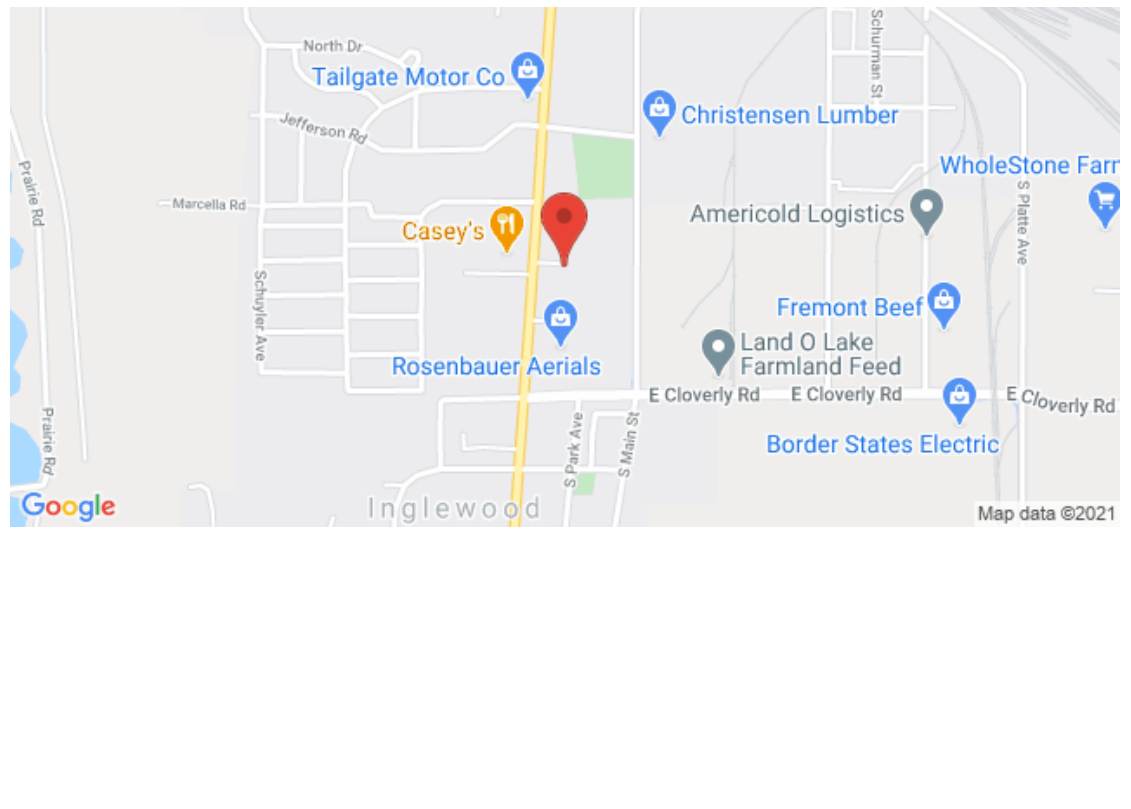 Schurman St
North Dr
Tailgate Motor Co
Christensen Lumber
Jefferson Rd
WholeStone Farr
Prairie Rd
Marcella Rd
Americold Logistics
S Platte Ave
Casey's
Schuyler Ave
Fremont Beef
Land O Lake
Farmland Feed
Rosenbauer Aerials
E Cloverly Rd
E Cloverly Rd
E Cloverly Rd
Prairie Rd
S Park Ave
S Main St
Border States Electric
Google
Inglewood
Map data ©2021